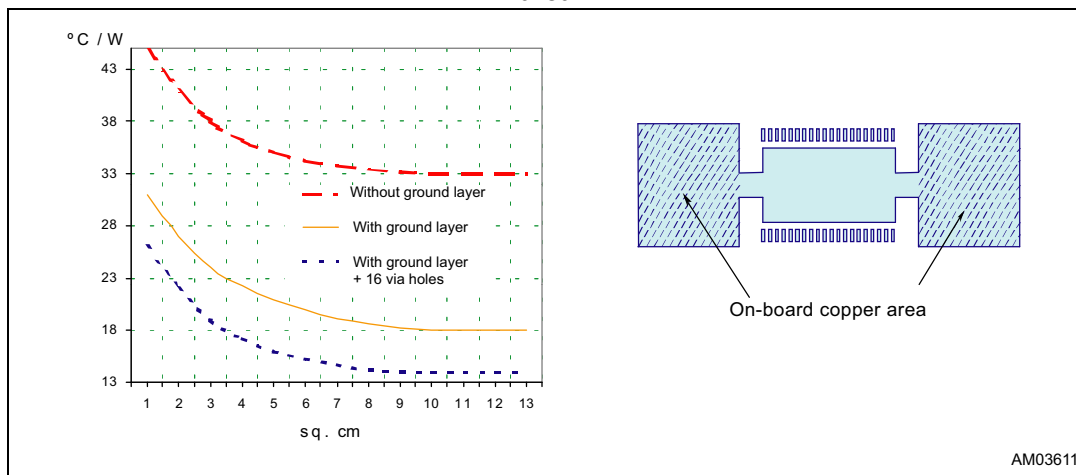 ºC / W
43
38
33
28
23
18
13
1 2 3 4 5 6 7 8 9 10 11 12 13
sq. cm
Without ground layer
With ground layer
With ground layer
+ 16 via holes
On-board copper area
AM03611